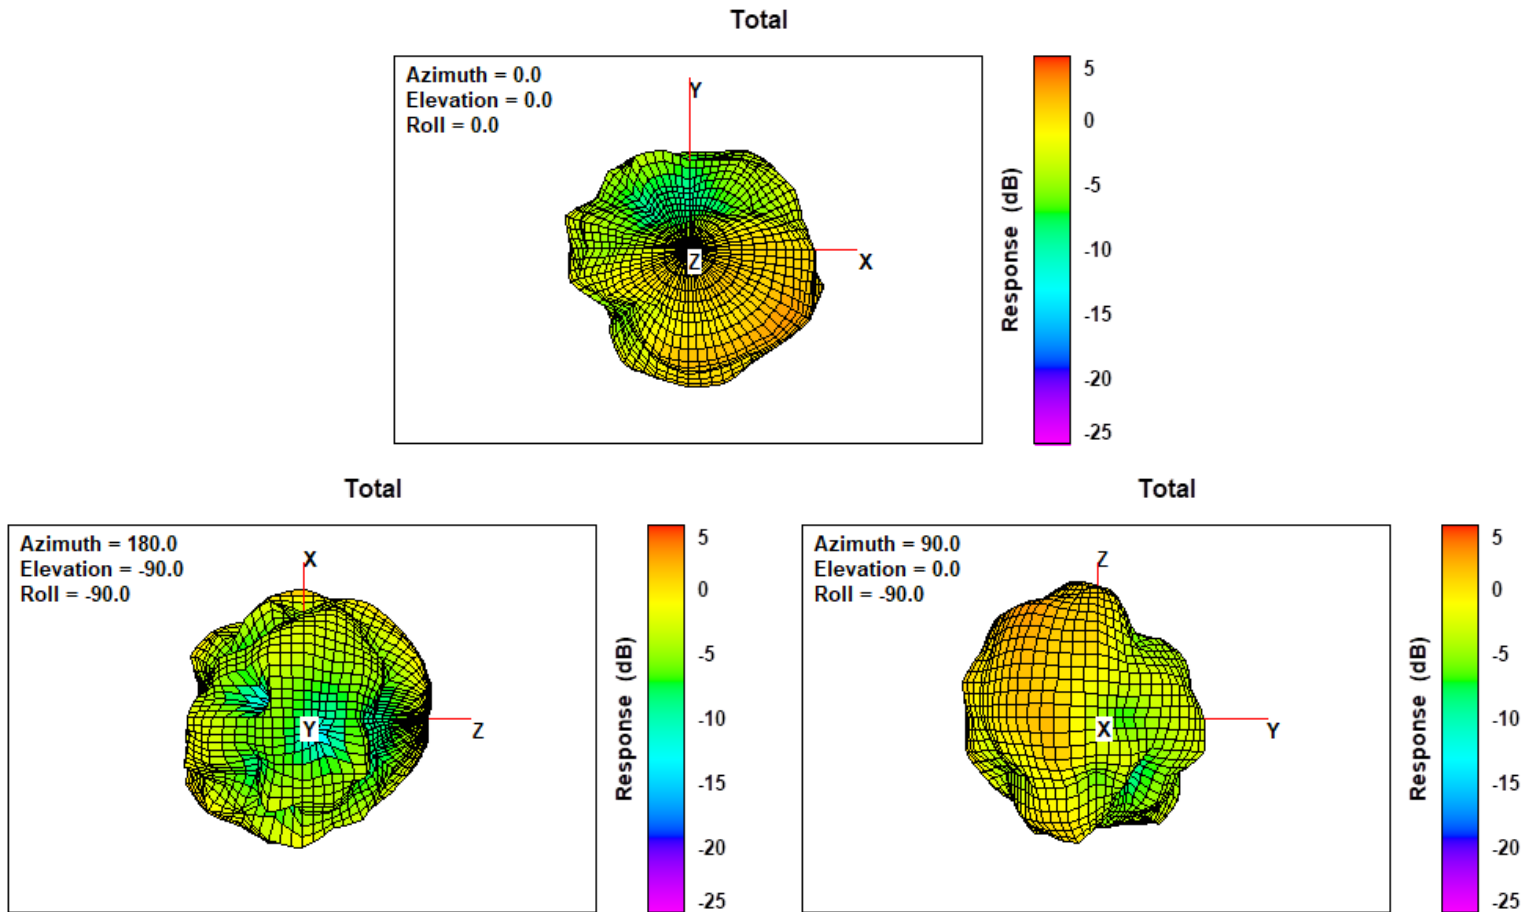 Total
Azimuth = 0.0
Elevation = 0.0
Roll = 0.0
Y
X
Z
Response (dB)
5
0
-5
-10
-15
-20
-25
Total
Azimuth = 180.0
Elevation = -90.0
Roll = -90.0
X
Y
Z
Response (dB)
5
0
-5
-10
-15
-20
-25
Total
Azimuth = 90.0
Elevation = 0.0
Roll = -90.0
Z
X
Y
Response (dB)
5
0
-5
-10
-15
-20
-25